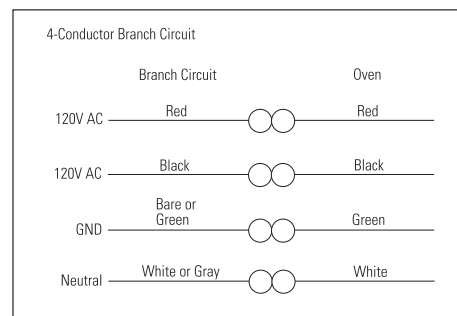 4-Conductor Branch Circuit
Branch Circuit Oven
120V AC Red Red
120V AC Black Black
Bare or
Green
GND Green
Neutral White or Gray White